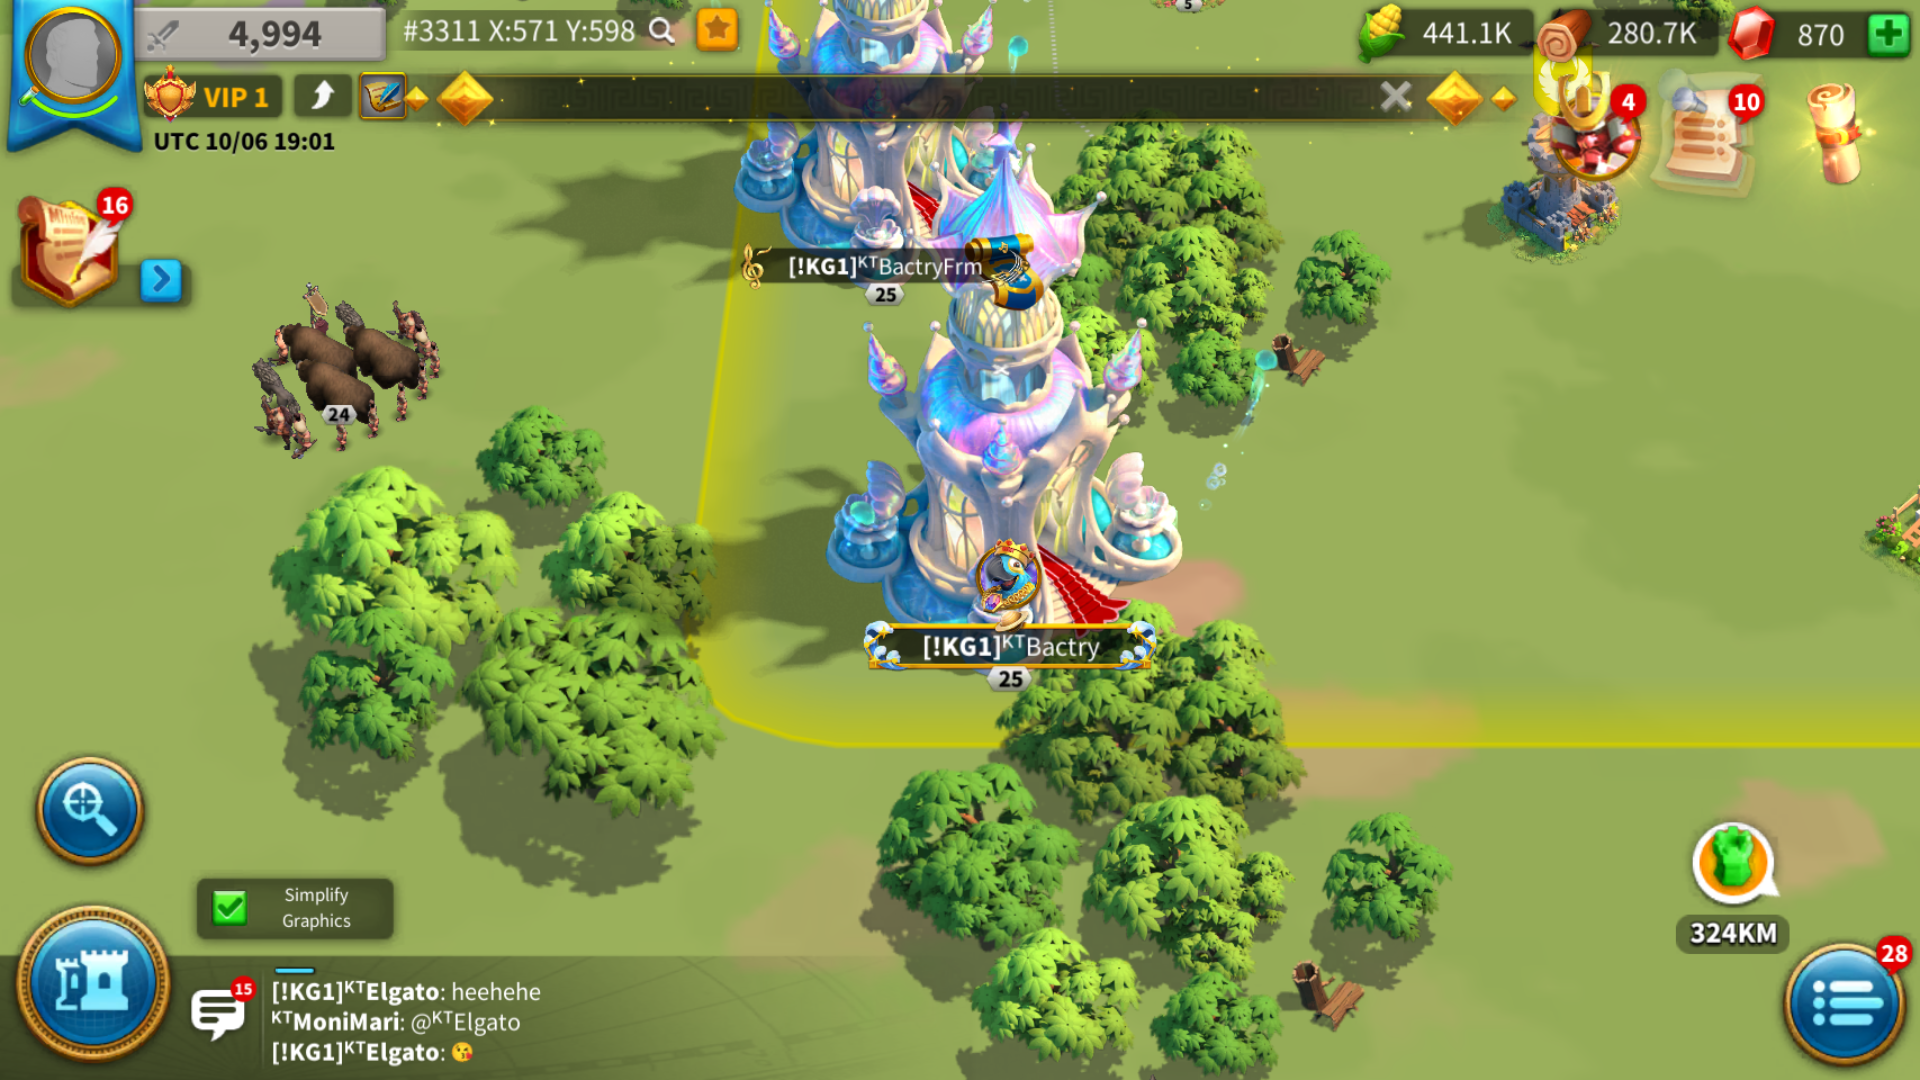 4,994
#3311 X:571 Y:598
5
441.1K
280.7K
870
VIP 1
UTC 10/06 19:01
4
10
Mission
16
[!KG1]ᴷᵀBactryFrm
25
24
[!KG1]ᴷᵀBactry
25
Simplify
Graphics
324KM
28
15
[!KG1]ᴷᵀElgato: heehehe
ᴷᵀMoniMari: @ᴷᵀElgato
[!KG1]ᴷᵀElgato: 😘